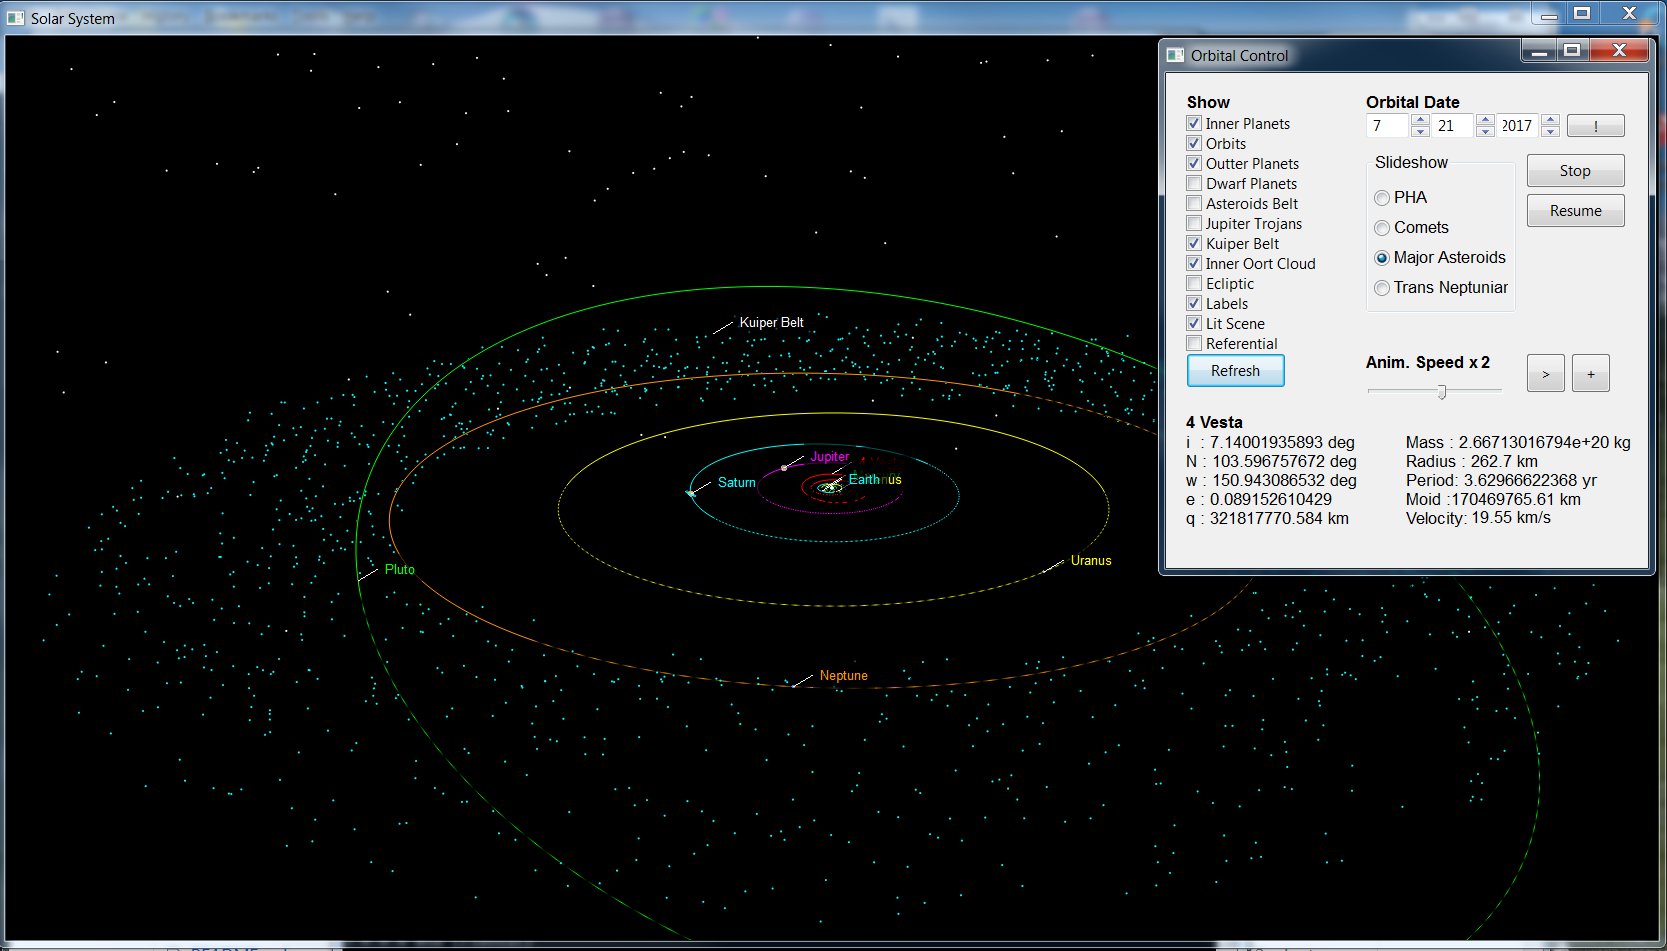 Solar System
Orbital Control
Show
Inner Planets
Orbits
Outter Planets
Dwarf Planets
Asteroids Belt
Jupiter Trojans
Kuiper Belt
Inner Oort Cloud
Ecliptic
Labels
Lit Scene
Referential
Refresh
Orbital Date
7 21 2017 !
Slideshow
PHA
Comets
Major Asteroids
Trans Neptunian
Stop
Resume
Anim. Speed x 2
> +
4 Vesta
i : 7.14001935893 deg
N : 103.596757672 deg
w : 150.943086532 deg
e : 0.089152610429
q : 321817770.584 km
Mass : 2.66713016794e+20 kg
Radius : 262.7 km
Period: 3.62966622368 yr
Moid :170469765.61 km
Velocity: 19.55 km/s
Kuiper Belt
Jupiter
Saturn
Earth
Uranus
Pluto
Neptune